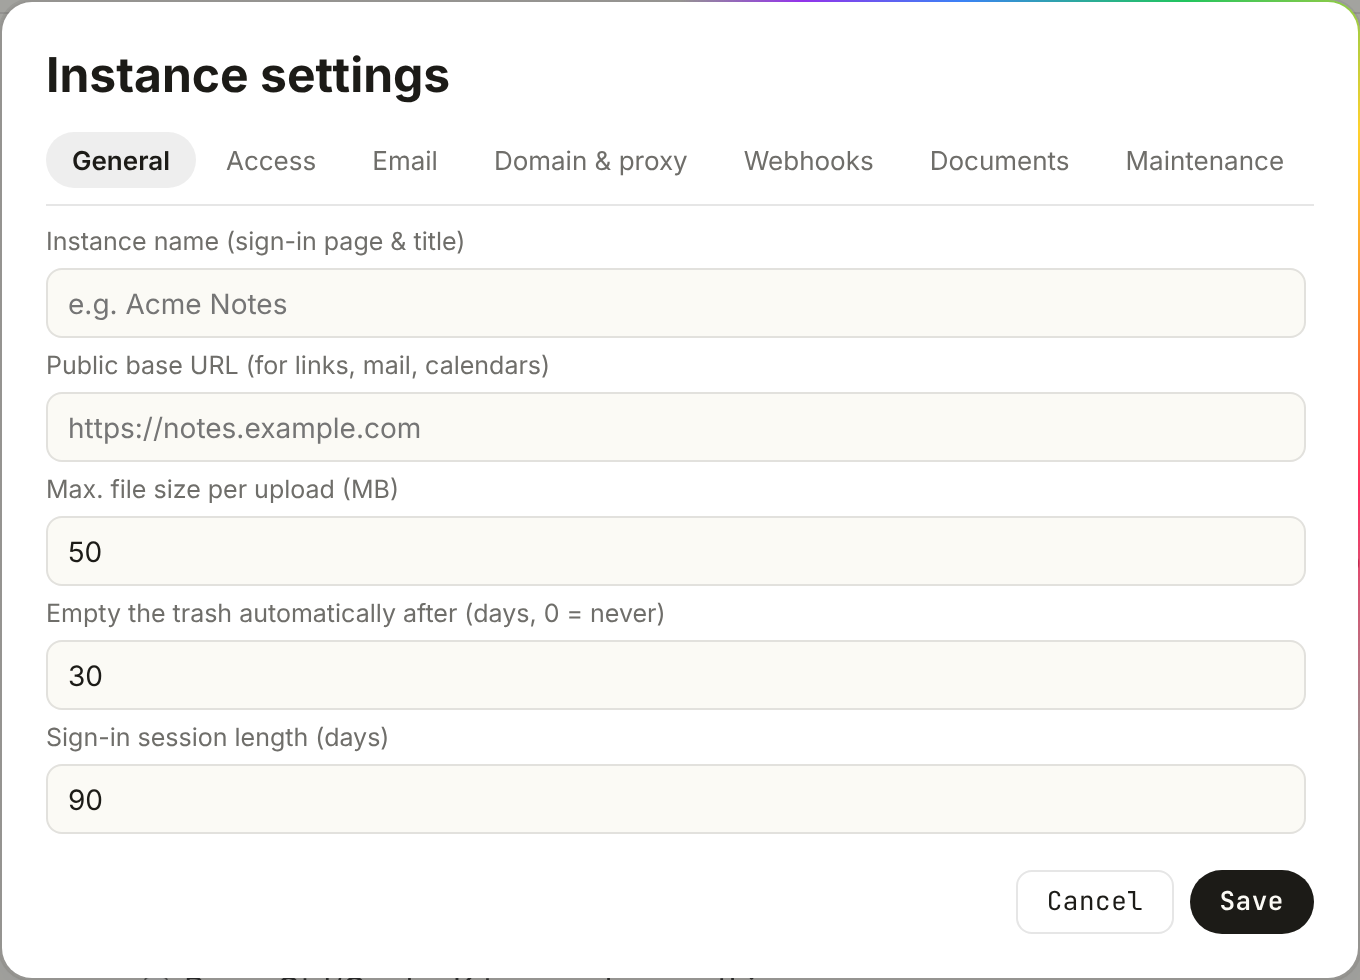 Instance settings
General Access Email Domain & proxy Webhooks Documents Maintenance
Instance name (sign-in page & title)
e.g. Acme Notes
Public base URL (for links, mail, calendars)
https://notes.example.com
Max. file size per upload (MB)
50
Empty the trash automatically after (days, 0 = never)
30
Sign-in session length (days)
90
Cancel Save